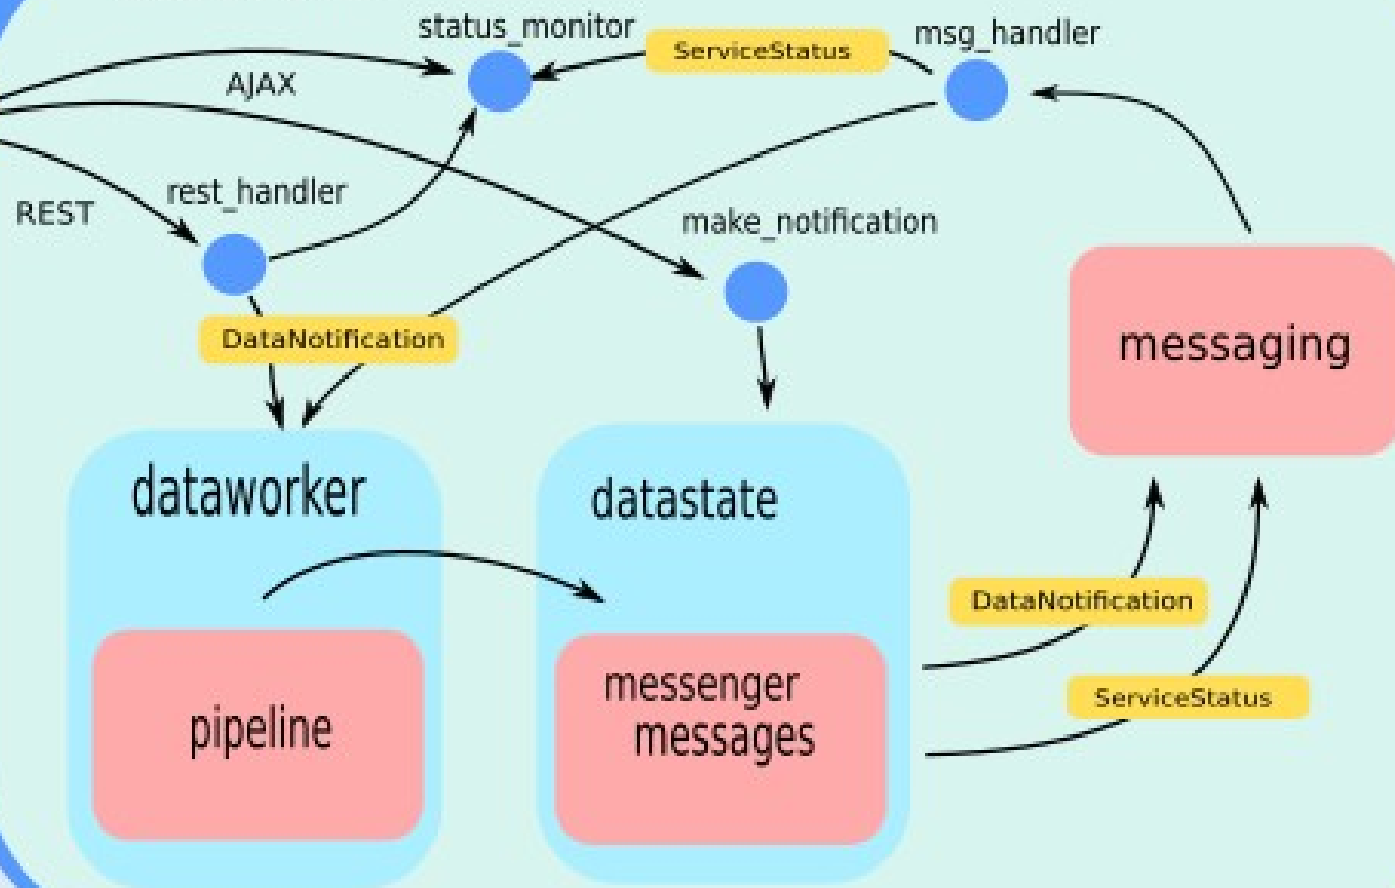 status_monitor
ServiceStatus
msg_handler
AJAX
rest_handler
REST
make_notification
DataNotification
messaging
dataworker
datastate
DataNotification
messenger
messages
ServiceStatus
pipeline